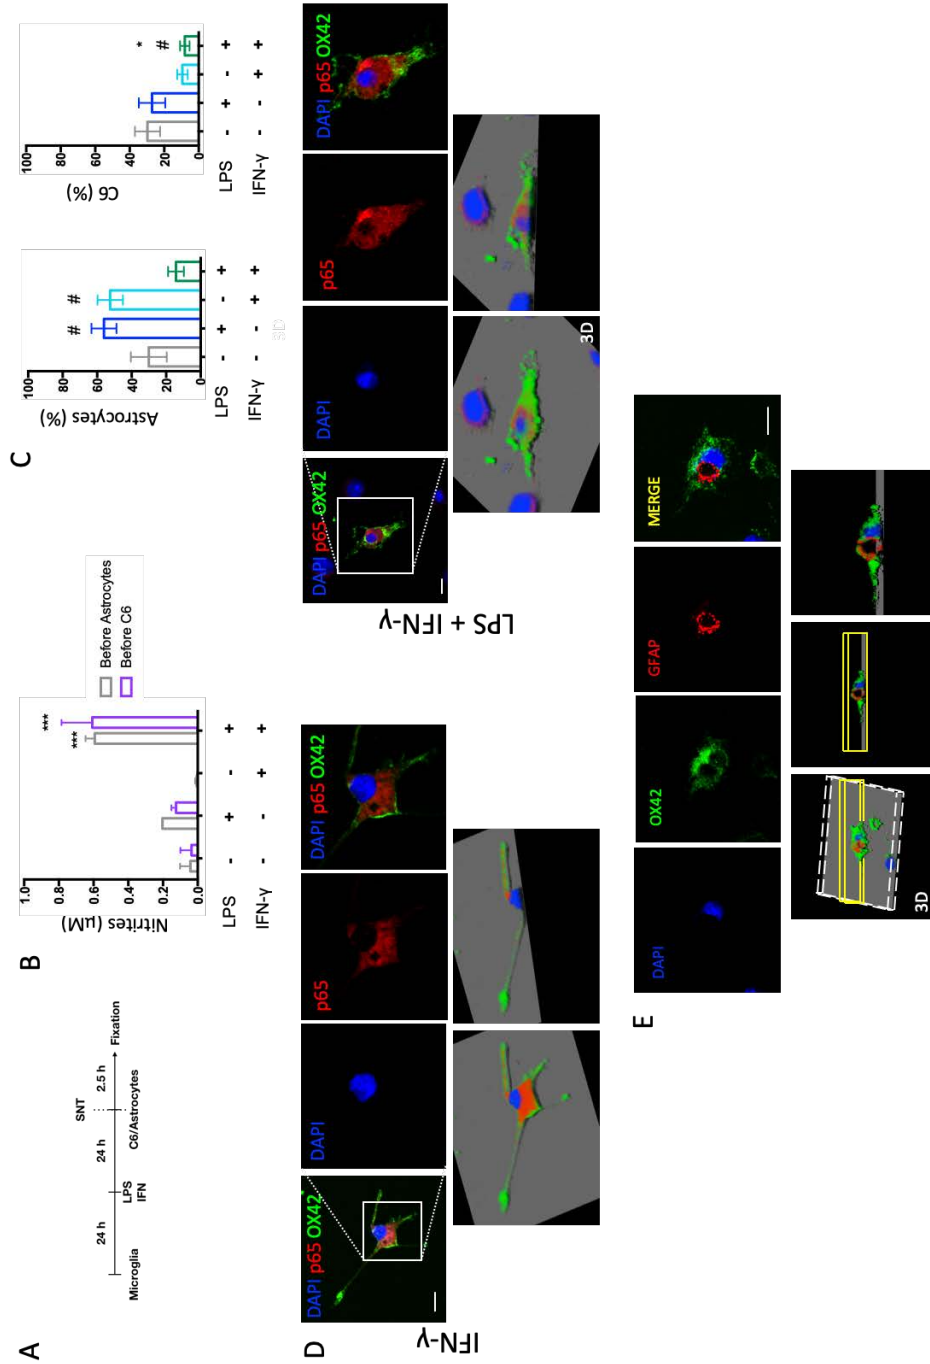 A
24 h
24 h
2.5 h
SNT
Microglia
LPS
IFN
C6/Astrocytes
Fixation
B
Nitrites (µM)
1.0
0.8
0.6
0.4
0.2
0.0
***
***
Before Astrocytes
Before C6
LPS - + - +
IFN-γ - - + +
C
Astrocytes (%)
100
80
60
40
20
0
# #
LPS - + - +
IFN-γ - - + +
3D
C6 (%)
100
80
60
40
20
0
*
#
LPS - + - +
IFN-γ - - + +
D
IFN-γ
DAPI p65 OX42
DAPI
p65
DAPI p65 OX42
LPS + IFN-γ
DAPI p65 OX42
DAPI
p65
DAPI p65 OX42
3D
E
DAPI
OX42
GFAP
MERGE
3D